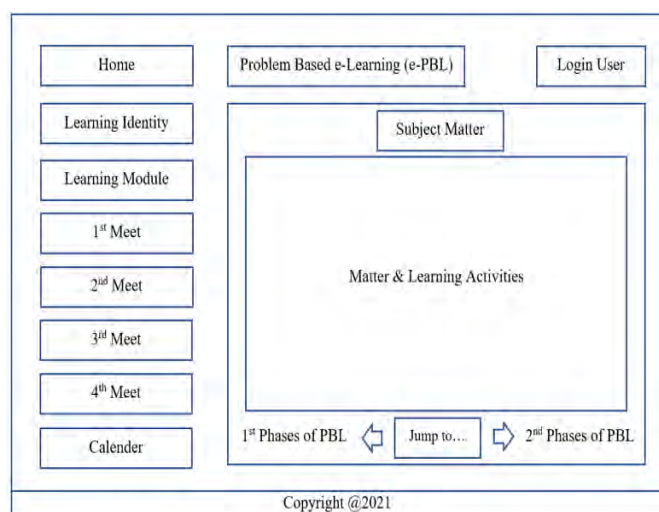 Home
Problem Based e-Learning (e-PBL)
Login User
Learning Identity
Learning Module
1st Meet
2nd Meet
3rd Meet
4th Meet
Calender
Subject Matter
Matter & Learning Activities
1st Phases of PBL
Jump to....
2nd Phases of PBL
Copyright @2021